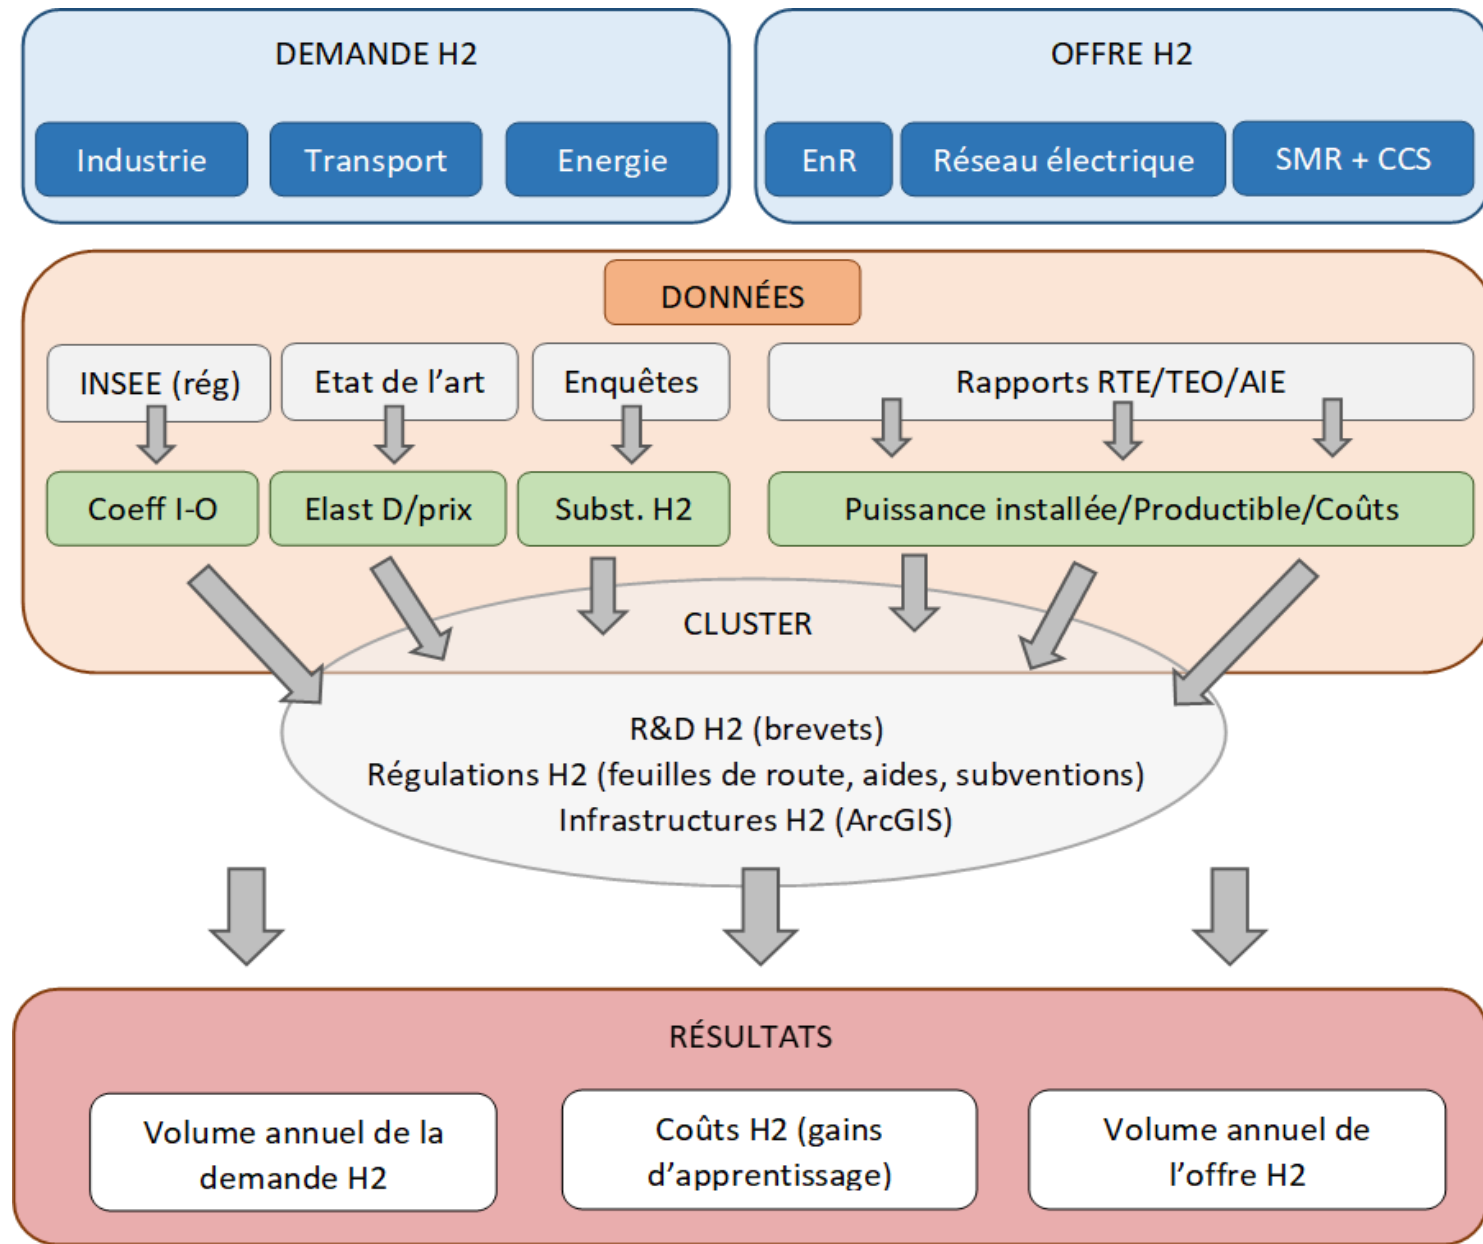 DEMANDE H2
Industrie
Transport
Energie
OFFRE H2
EnR
Réseau électrique
SMR + CCS
DONNÉES
INSEE (rég)
Etat de l'art
Enquêtes
Rapports RTE/TEO/AIE
Coeff I-O
Elast D/prix
Subst. H2
Puissance installée/Productible/Coûts
CLUSTER
R&D H2 (brevets)
Régulations H2 (feuilles de route, aides, subventions)
Infrastructures H2 (ArcGIS)
RÉSULTATS
Volume annuel de la
demande H2
Coûts H2 (gains
d'apprentissage)
Volume annuel de
l'offre H2